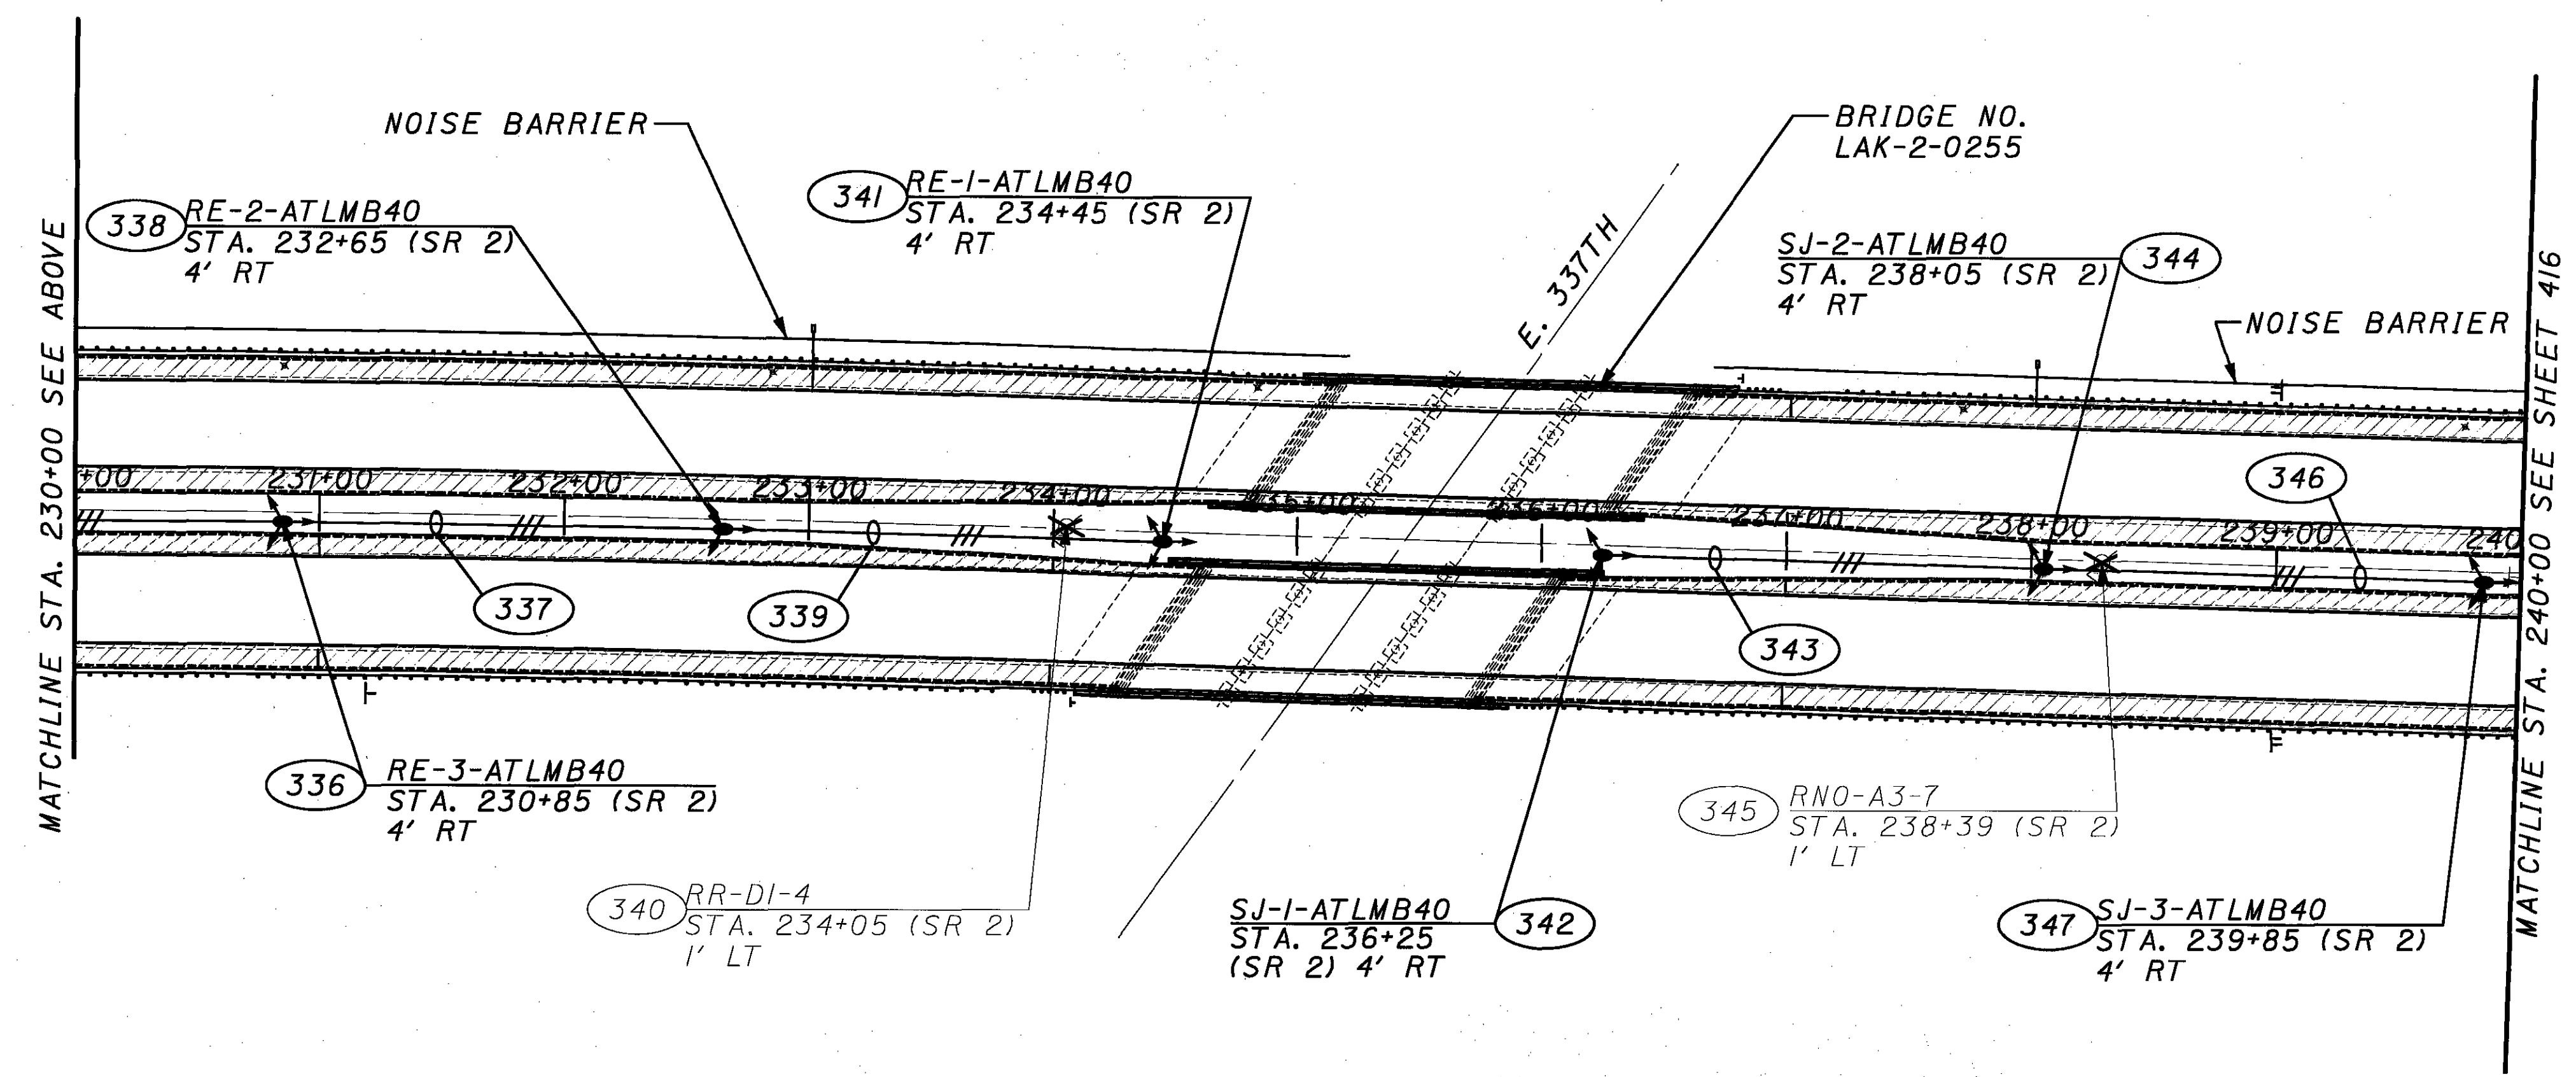 NOISE BARRIER
BRIDGE NO.
LAK-2-0255
341 RE-1-ATLMB40
STA. 234+45 (SR 2)
4' RT
338 RE-2-ATLMB40
STA. 232+65 (SR 2)
4' RT
E. 337TH
SJ-2-ATLMB40 344
STA. 238+05 (SR 2)
4' RT
NOISE BARRIER
MATCHLINE STA. 230+00 SEE ABOVE
MATCHLINE STA. 240+00 SEE SHEET 416
346
+00 231+00 232+00 233+00 234+00 235+00 236+00 237+00 238+00 239+00 240
337
339
343
336 RE-3-ATLMB40
STA. 230+85 (SR 2)
4' RT
345 RNO-A3-7
STA. 238+39 (SR 2)
1' LT
340 RR-D1-4
STA. 234+05 (SR 2)
1' LT
SJ-1-ATLMB40 342
STA. 236+25
(SR 2) 4' RT
347 SJ-3-ATLMB40
STA. 239+85 (SR 2)
4' RT